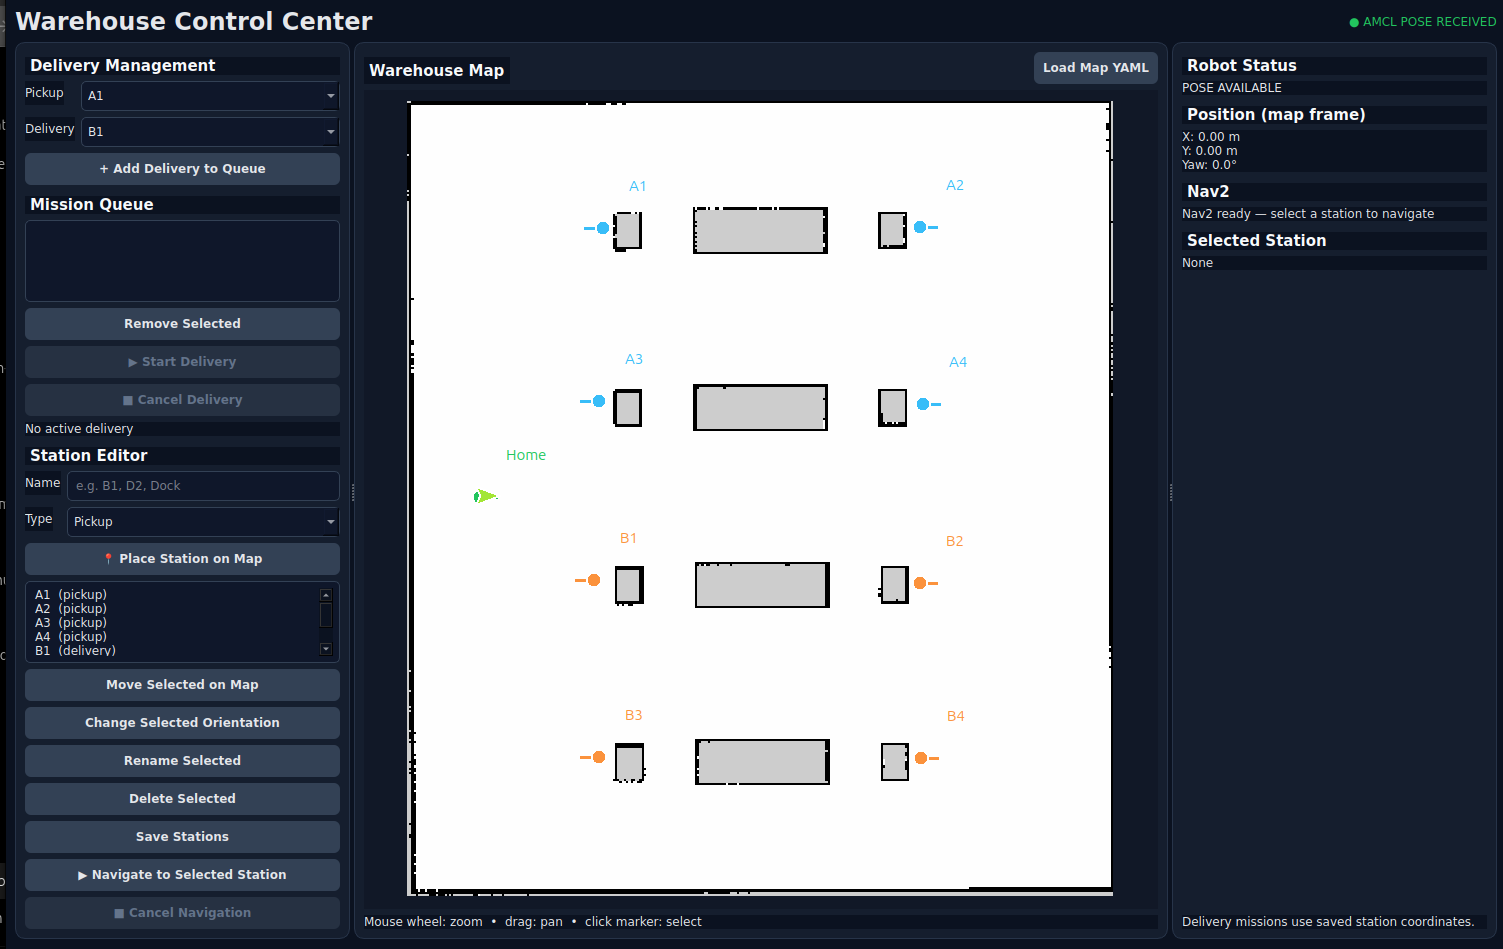 Warehouse Control Center
● AMCL POSE RECEIVED
Delivery Management
Pickup
A1
Delivery
B1
+ Add Delivery to Queue
Mission Queue
Remove Selected
▶ Start Delivery
■ Cancel Delivery
No active delivery
Station Editor
Name
e.g. B1, D2, Dock
Type
Pickup
📍 Place Station on Map
A1 (pickup)
A2 (pickup)
A3 (pickup)
A4 (pickup)
B1 (delivery)
Move Selected on Map
Change Selected Orientation
Rename Selected
Delete Selected
Save Stations
▶ Navigate to Selected Station
■ Cancel Navigation
Warehouse Map
Load Map YAML
A1
A2
A3
A4
Home
B1
B2
B3
B4
Mouse wheel: zoom • drag: pan • click marker: select
Robot Status
POSE AVAILABLE
Position (map frame)
X: 0.00 m
Y: 0.00 m
Yaw: 0.0°
Nav2
Nav2 ready — select a station to navigate
Selected Station
None
Delivery missions use saved station coordinates.